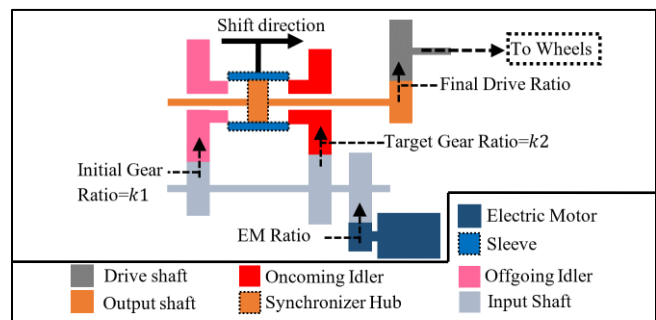 Shift direction
To Wheels
Final Drive Ratio
Target Gear Ratio=k2
Initial Gear
Ratio=k1
EM Ratio
Electric Motor
Sleeve
Drive shaft
Oncoming Idler
Offgoing Idler
Output shaft
Synchronizer Hub
Input Shaft